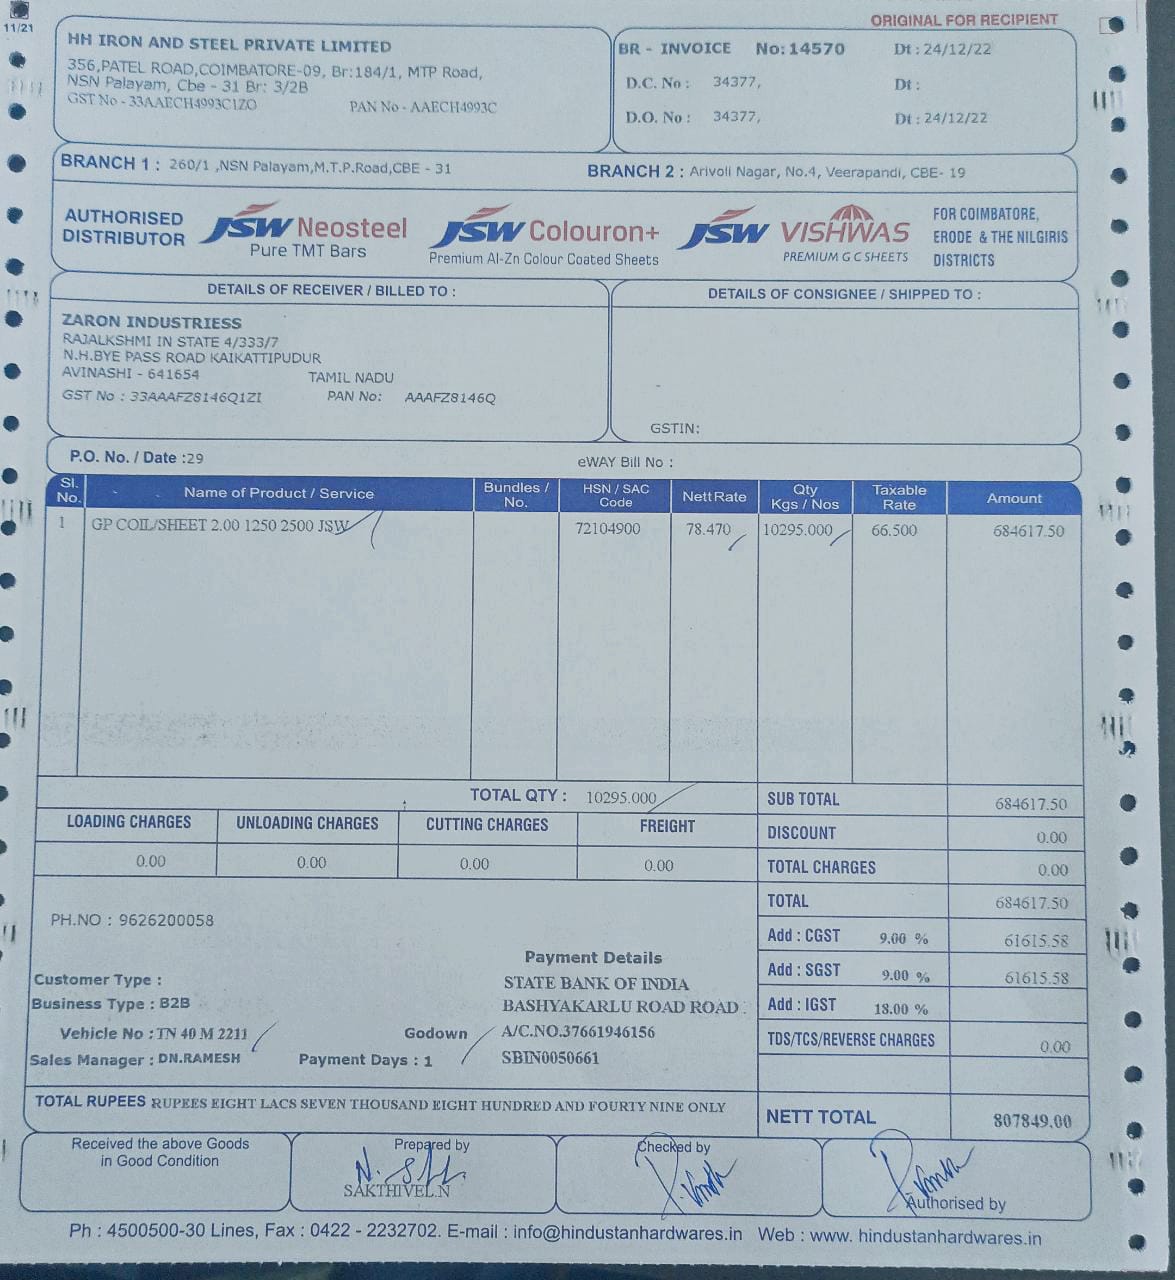 11/21
ORIGINAL FOR RECIPIENT
HH IRON AND STEEL PRIVATE LIMITED
356,PATEL ROAD,COIMBATORE-09, Br:184/1, MTP Road,
NSN Palayam, Cbe - 31 Br: 3/2B
GST No - 33AAECH4993C1ZO PAN No - AAECH4993C
BR - INVOICE No:14570 Dt : 24/12/22
D.C. No : 34377, Dt :
D.O. No : 34377, Dt : 24/12/22
BRANCH 1 : 260/1 ,NSN Palayam,M.T.P.Road,CBE - 31 BRANCH 2 : Arivoli Nagar, No.4, Veerapandi, CBE- 19
AUTHORISED
DISTRIBUTOR
JSW Neosteel
Pure TMT Bars
JSW Colouron+
Premium Al-Zn Colour Coated Sheets
JSW VISHWAS
PREMIUM G C SHEETS
FOR COIMBATORE,
ERODE & THE NILGIRIS
DISTRICTS
DETAILS OF RECEIVER / BILLED TO :
ZARON INDUSTRIESS
RAJALKSHMI IN STATE 4/333/7
N.H.BYE PASS ROAD KAIKATTIPUDUR
AVINASHI - 641654 TAMIL NADU
GST No : 33AAAFZ8146Q1ZI PAN No: AAAFZ8146Q
DETAILS OF CONSIGNEE / SHIPPED TO :
GSTIN:
P.O. No. / Date :29 eWAY Bill No :
Sl. No. Name of Product / Service Bundles / No. HSN / SAC Code Nett Rate Qty Kgs / Nos Taxable Rate Amount
1 GP COIL/SHEET 2.00 1250 2500 JSW 72104900 78.470 10295.000 66.500 684617.50
TOTAL QTY : 10295.000
SUB TOTAL 684617.50
LOADING CHARGES UNLOADING CHARGES CUTTING CHARGES FREIGHT
0.00 0.00 0.00 0.00
DISCOUNT 0.00
TOTAL CHARGES 0.00
TOTAL 684617.50
Add : CGST 9.00 % 61615.58
Add : SGST 9.00 % 61615.58
Add : IGST 18.00 %
TDS/TCS/REVERSE CHARGES 0.00
PH.NO : 9626200058
Customer Type :
Business Type : B2B
Vehicle No : TN 40 M 2211 Godown
Sales Manager : DN.RAMESH Payment Days : 1
Payment Details
STATE BANK OF INDIA
BASHYAKARLU ROAD ROAD
A/C.NO.37661946156
SBIN0050661
TOTAL RUPEES RUPEES EIGHT LACS SEVEN THOUSAND EIGHT HUNDRED AND FOURTY NINE ONLY
NETT TOTAL 807849.00
Received the above Goods
in Good Condition
Prepared by
SAKTHIVEL.N
Checked by
Authorised by
Ph : 4500500-30 Lines, Fax : 0422 - 2232702. E-mail : info@hindustanhardwares.in Web : www. hindustanhardwares.in